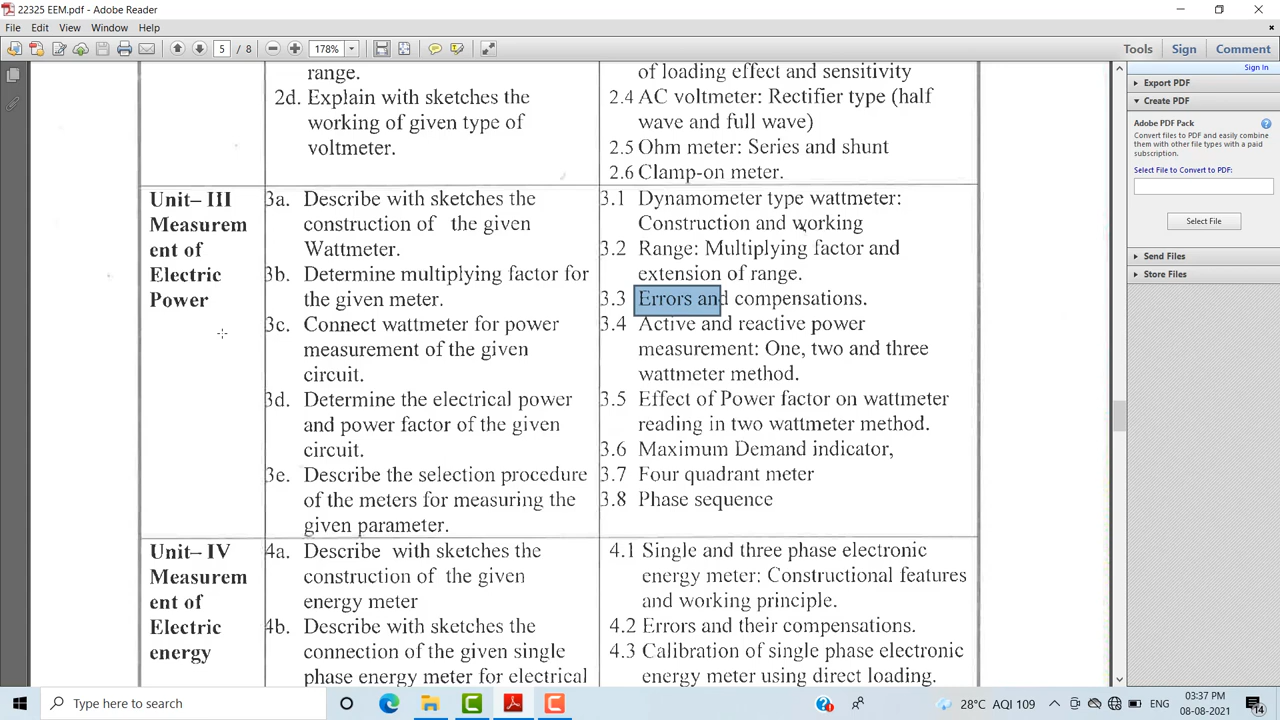 22325 EEM.pdf - Adobe Reader
File Edit View Window Help
5 / 8 178% Tools Sign Comment
Sign In
Export PDF
Create PDF
Adobe PDF Pack
Convert files to PDF and easily combine
them with other file types with a paid
subscription.
Select File to Convert to PDF:
Select File
Send Files
Store Files
range.
2d. Explain with sketches the
working of given type of
voltmeter.
of loading effect and sensitivity
2.4 AC voltmeter: Rectifier type (half
wave and full wave)
2.5 Ohm meter: Series and shunt
2.6 Clamp-on meter.
Unit– III
Measurem
ent of
Electric
Power
3a. Describe with sketches the
construction of the given
Wattmeter.
3b. Determine multiplying factor for
the given meter.
3c. Connect wattmeter for power
measurement of the given
circuit.
3d. Determine the electrical power
and power factor of the given
circuit.
3e. Describe the selection procedure
of the meters for measuring the
given parameter.
3.1 Dynamometer type wattmeter:
Construction and working
3.2 Range: Multiplying factor and
extension of range.
3.3 Errors and compensations.
3.4 Active and reactive power
measurement: One, two and three
wattmeter method.
3.5 Effect of Power factor on wattmeter
reading in two wattmeter method.
3.6 Maximum Demand indicator,
3.7 Four quadrant meter
3.8 Phase sequence
Unit– IV
Measurem
ent of
Electric
energy
4a. Describe with sketches the
construction of the given
energy meter
4b. Describe with sketches the
connection of the given single
phase energy meter for electrical
4.1 Single and three phase electronic
energy meter: Constructional features
and working principle.
4.2 Errors and their compensations.
4.3 Calibration of single phase electronic
energy meter using direct loading.
Type here to search
28°C AQI 109
ENG
03:37 PM
08-08-2021
14